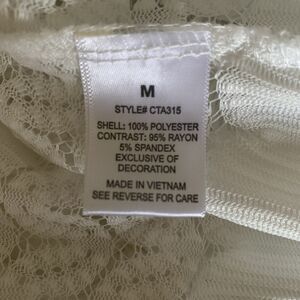 M
STYLE# CTA315
SHELL: 100% POLYESTER
CONTRAST: 95% RAYON
5% SPANDEX
EXCLUSIVE OF
DECORATION
MADE IN VIETNAM
SEE REVERSE FOR CARE